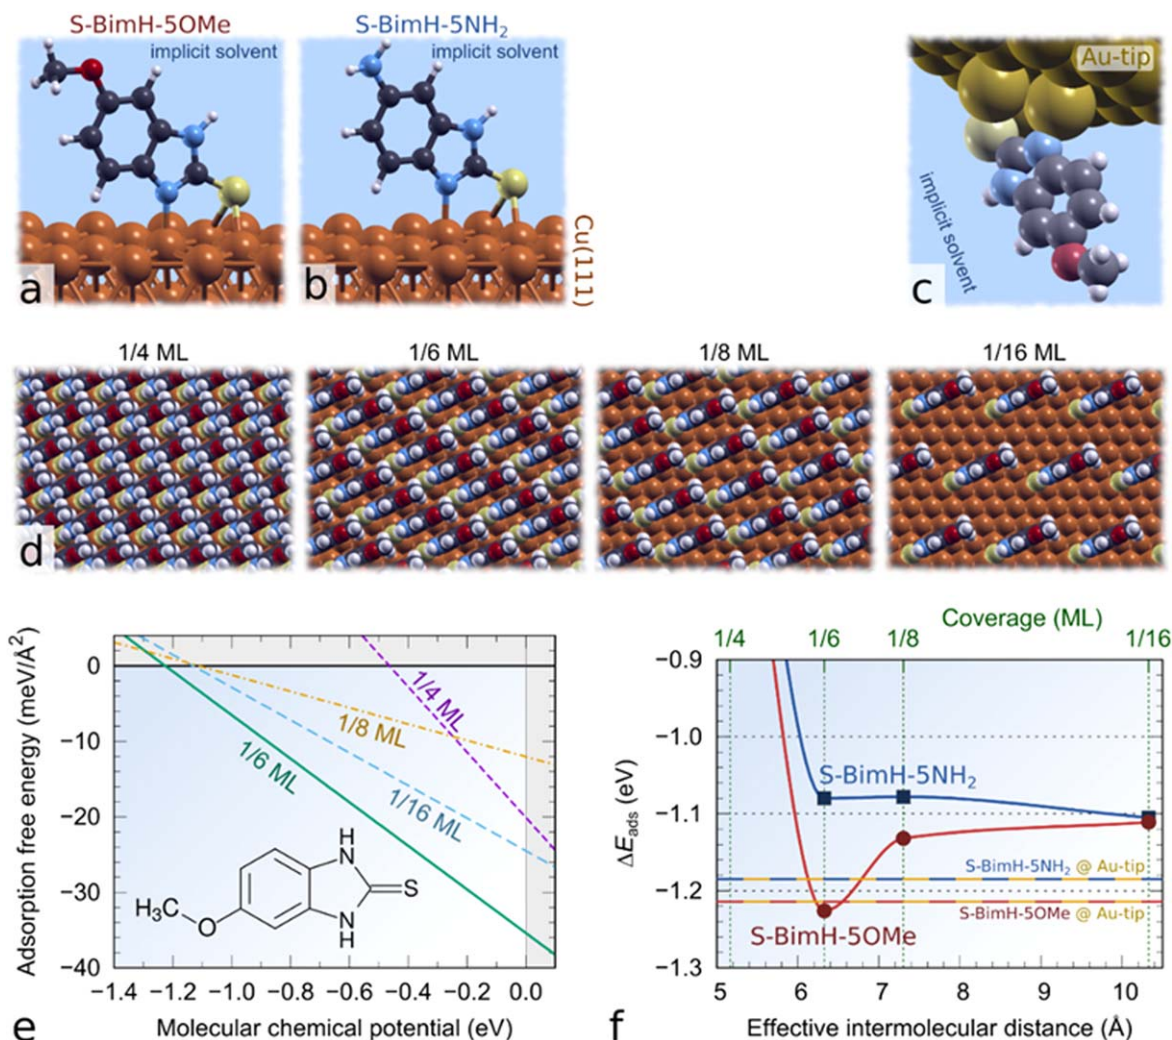 S-BimH-5OMe
S-BimH-5NH₂
implicit solvent
implicit solvent
Au-tip
implicit solvent
Cu(111)
a
b
c
1/4 ML
1/6 ML
1/8 ML
1/16 ML
d
Adsorption free energy (meV/Å²)
0
−10
−20
−30
−40
1/4 ML
1/8 ML
1/6 ML
1/16 ML
H
N
S
N
H
H₃C
O
−1.4 −1.2 −1.0 −0.8 −0.6 −0.4 −0.2 0.0
Molecular chemical potential (eV)
e
Coverage (ML)
1/4 1/6 1/8 1/16
ΔE_ads (eV)
−0.9
−1.0
−1.1
−1.2
−1.3
S-BimH-5NH₂
S-BimH-5NH₂ @ Au-tip
S-BimH-5OMe @ Au-tip
S-BimH-5OMe
5 6 7 8 9 10
Effective intermolecular distance (Å)
f